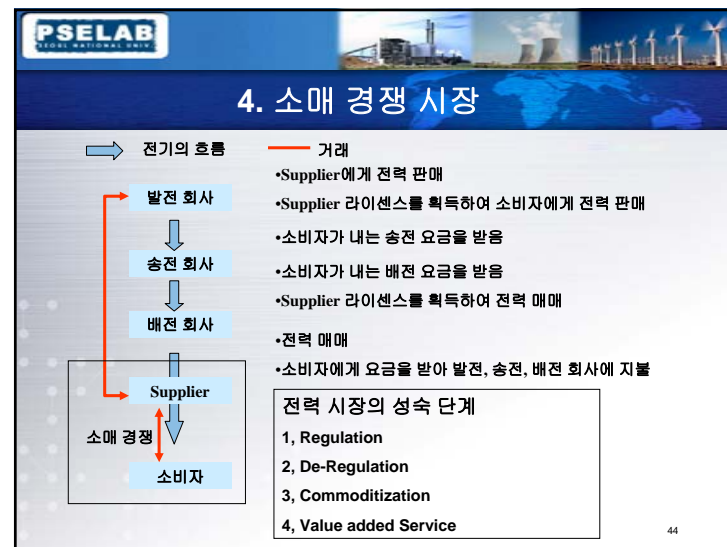 PSELAB
SEOUL NATIONAL UNIV.
4. 소매 경쟁 시장
전기의 흐름
거래
•Supplier에게 전력 판매
발전 회사
•Supplier 라이센스를 획득하여 소비자에게 전력 판매
•소비자가 내는 송전 요금을 받음
송전 회사
•소비자가 내는 배전 요금을 받음
•Supplier 라이센스를 획득하여 전력 매매
배전 회사
•전력 매매
•소비자에게 요금을 받아 발전, 송전, 배전 회사에 지불
Supplier
소매 경쟁
소비자
전력 시장의 성숙 단계
1, Regulation
2, De-Regulation
3, Commoditization
4, Value added Service
44